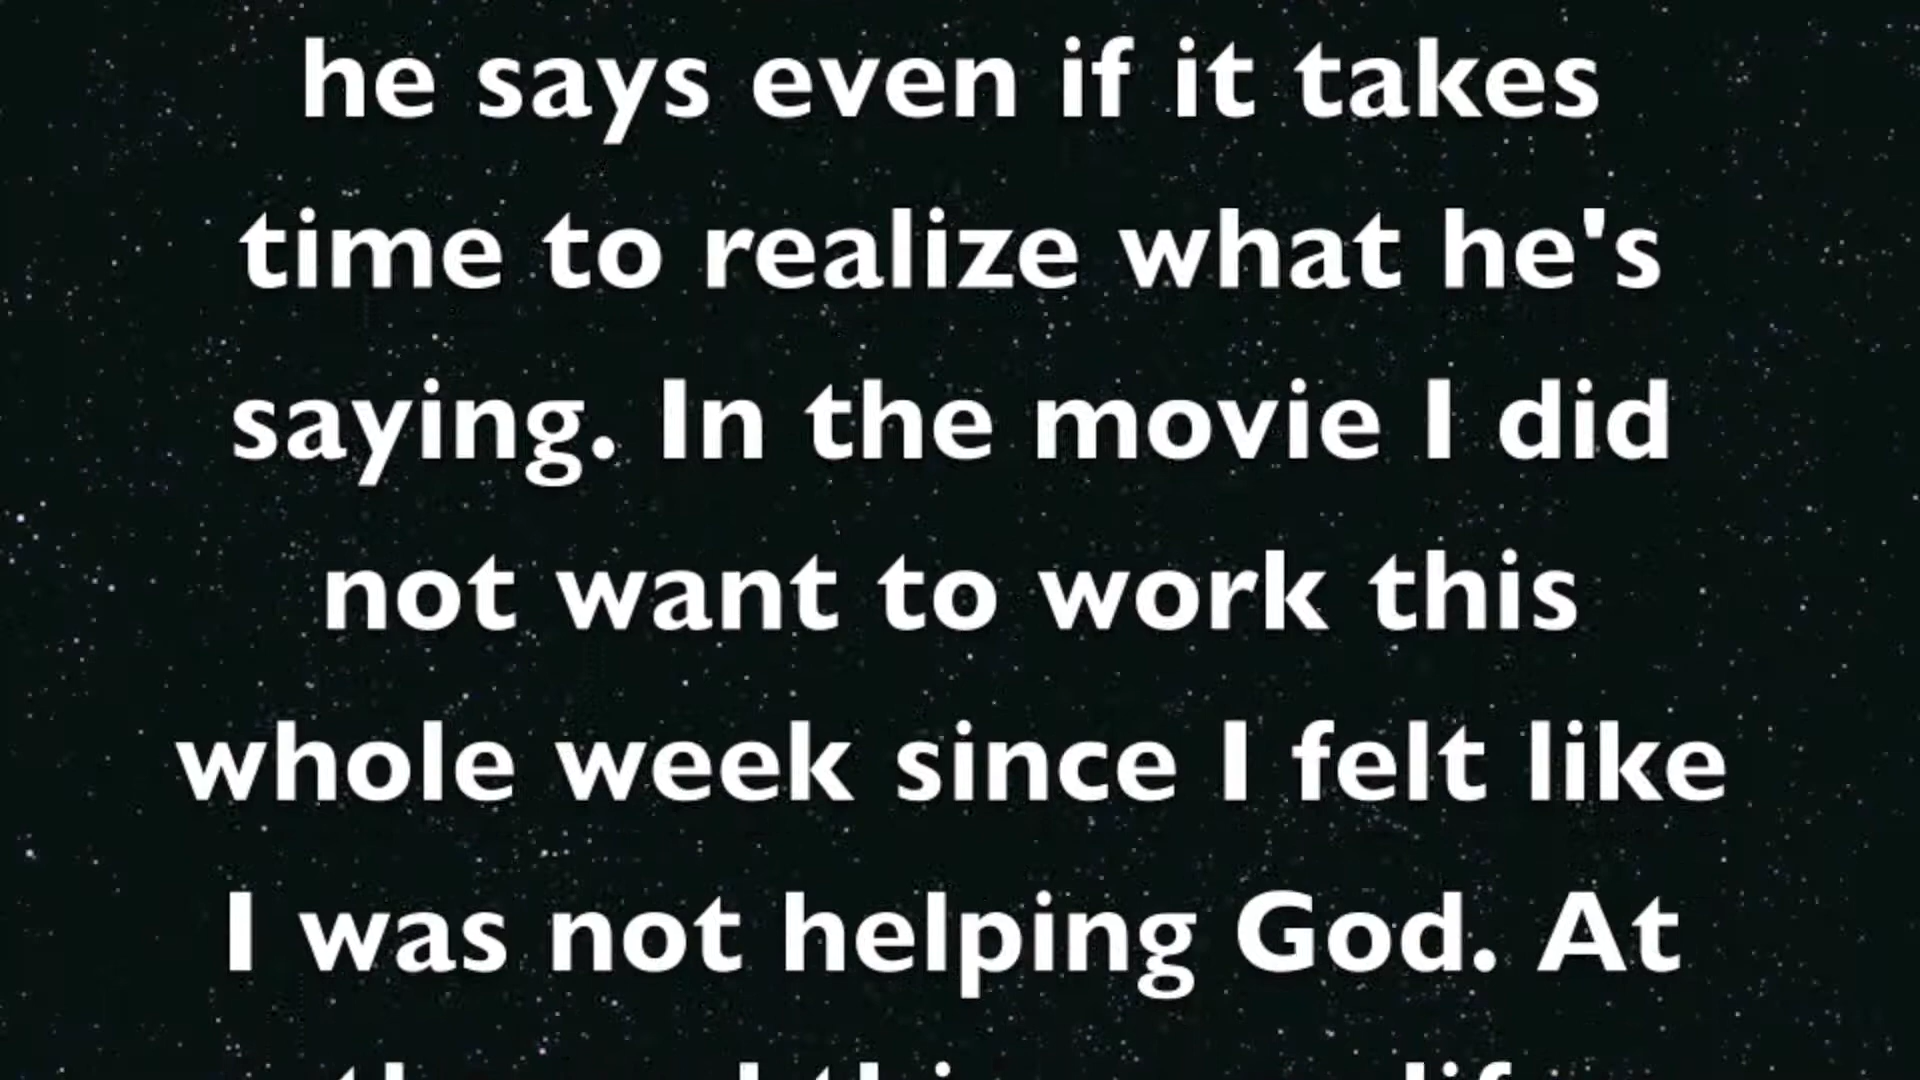 he says even if it takes
time to realize what he's
saying. In the movie I did
not want to work this
whole week since I felt like
I was not helping God. At